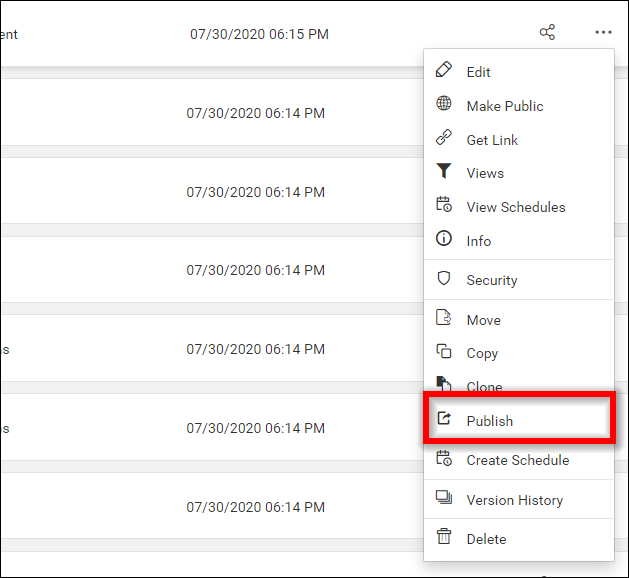 ent 07/30/2020 06:15 PM
Edit
07/30/2020 06:14 PM
Make Public
Get Link
Views
07/30/2020 06:14 PM
View Schedules
Info
07/30/2020 06:14 PM
Security
Move
s 07/30/2020 06:14 PM
Copy
Clone
Publish
s 07/30/2020 06:14 PM
Create Schedule
Version History
07/30/2020 06:14 PM
Delete